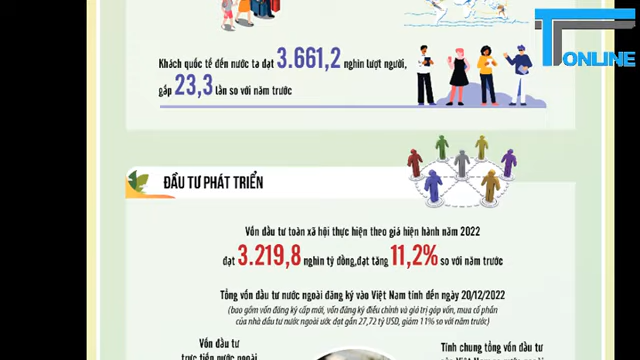 TT ONLINE
Khách quốc tế đến nước ta đạt 3.661,2 nghìn lượt người,
gấp 23,3 lần so với năm trước
ĐẦU TƯ PHÁT TRIỂN
Vốn đầu tư toàn xã hội thực hiện theo giá hiện hành năm 2022
đạt 3.219,8 nghìn tỷ đồng,đạt tăng 11,2% so với năm trước
Tổng vốn đầu tư nước ngoài đăng ký vào Việt Nam tính đến ngày 20/12/2022
(bao gồm vốn đăng ký cấp mới, vốn đăng ký điều chỉnh và giá trị góp vốn, mua cổ phần
của nhà đầu tư nước ngoài ước đạt gần 27,72 tỷ USD, giảm 11% so với năm trước)
Vốn đầu tư
trực tiến nước ngoài
Tính chung tổng vốn đầu tư